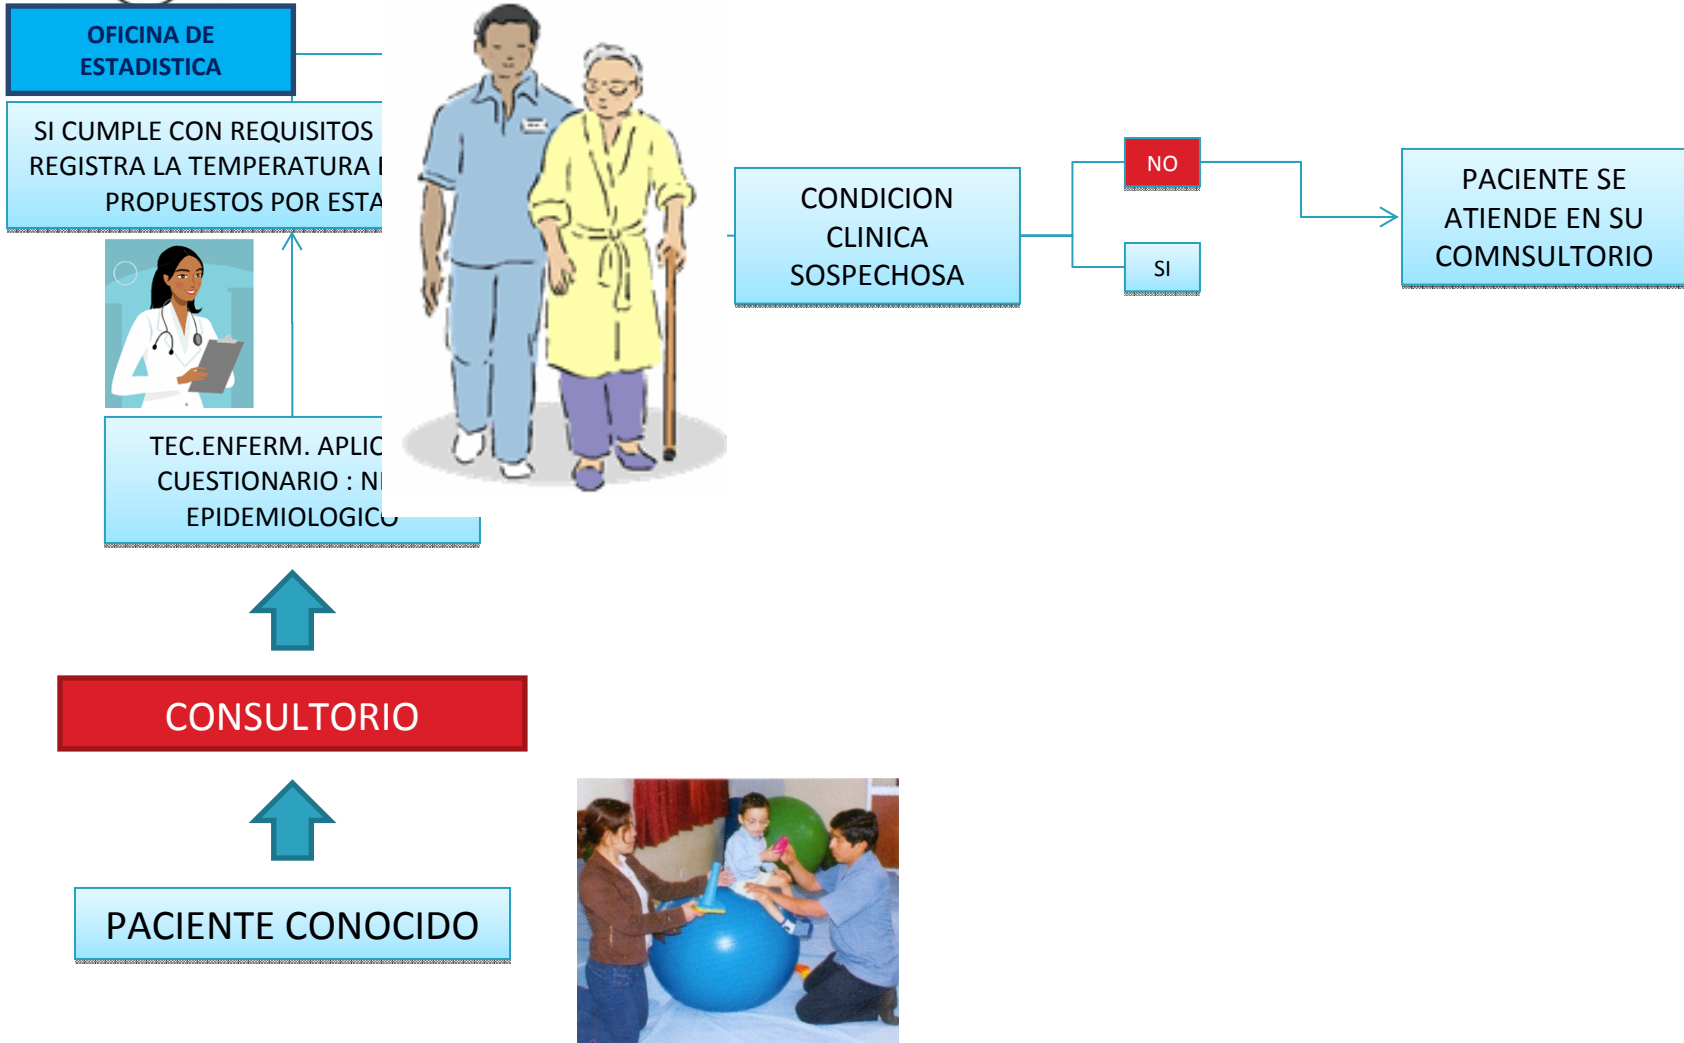 OFICINA DE
ESTADISTICA
SI CUMPLE CON REQUISITOS
REGISTRA LA TEMPERATURA
PROPUESTOS POR ESTA
TEC.ENFERM. APLIC
CUESTIONARIO :
EPIDEMIOLOGICO
CONSULTORIO
PACIENTE CONOCIDO
CONDICION
CLINICA
SOSPECHOSA
NO
SI
PACIENTE SE
ATIENDE EN SU
COMNSULTORIO